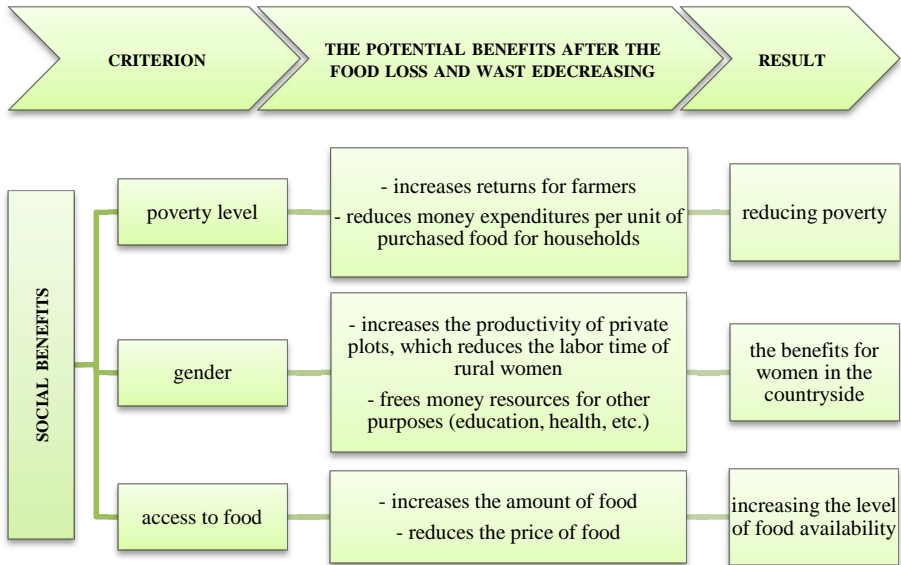 CRITERION
THE POTENTIAL BENEFITS AFTER THE
FOOD LOSS AND WAST EDECREASING
RESULT
SOCIAL BENEFITS
poverty level
- increases returns for farmers
- reduces money expenditures per unit of
purchased food for households
reducing poverty
gender
- increases the productivity of private
plots, which reduces the labor time of
rural women
- frees money resources for other
purposes (education, health, etc.)
the benefits for
women in the
countryside
access to food
- increases the amount of food
- reduces the price of food
increasing the level
of food availability